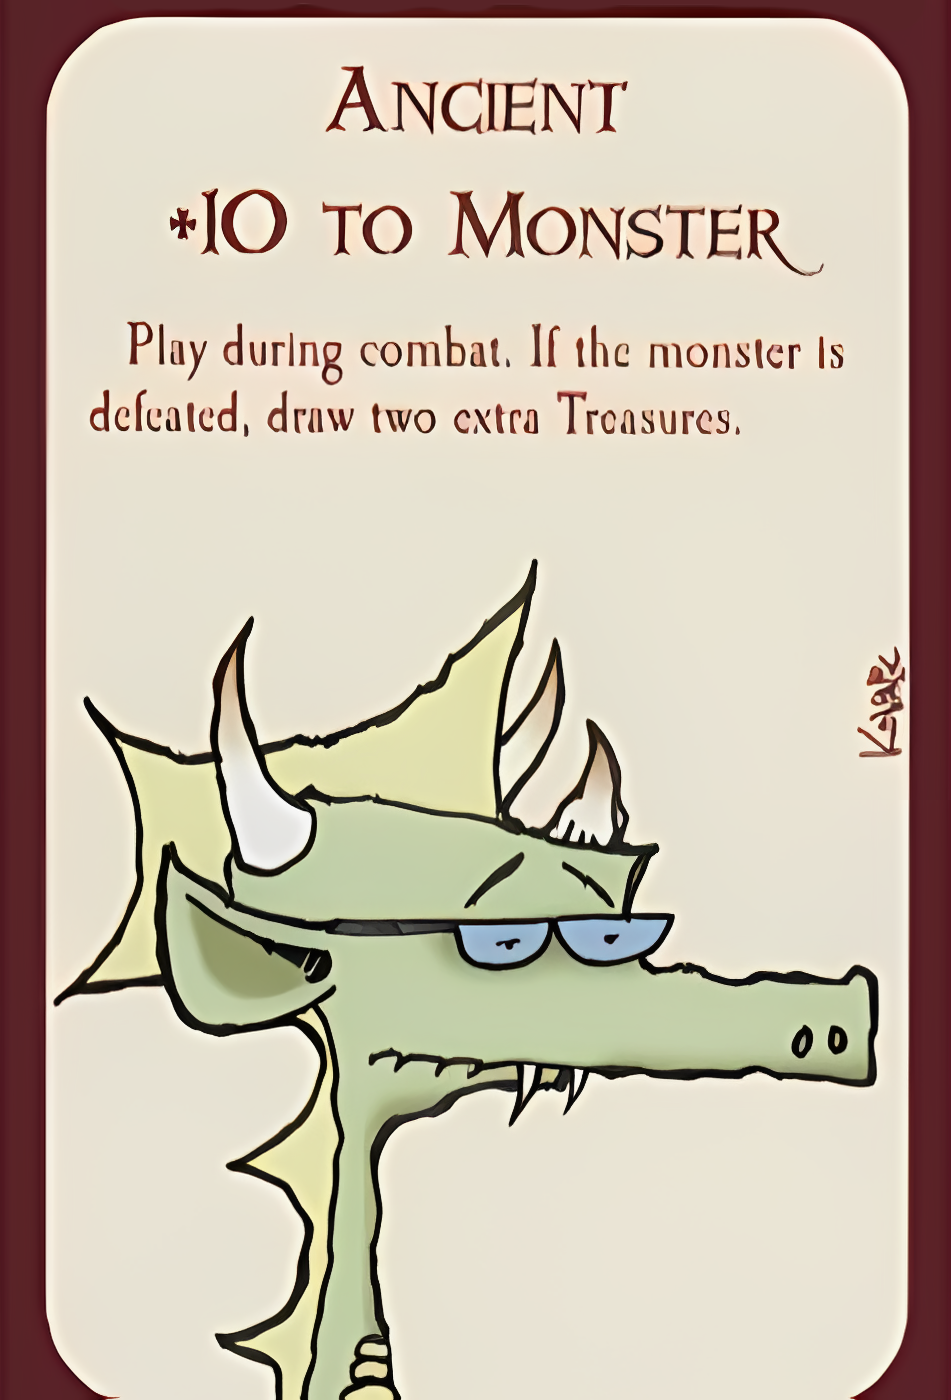 Ancient
+10 to Monster
Play during combat. If the monster is
defeated, draw two extra Treasures.